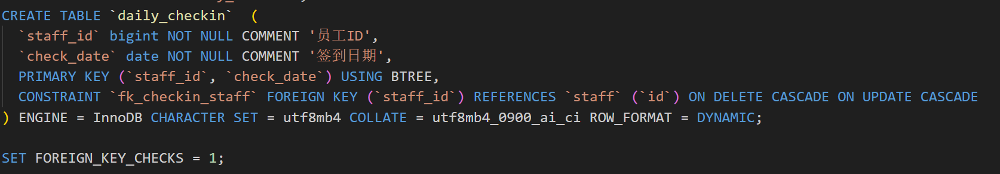 CREATE TABLE `daily_checkin`  (
  `staff_id` bigint NOT NULL COMMENT '员工ID',
  `check_date` date NOT NULL COMMENT '签到日期',
  PRIMARY KEY (`staff_id`, `check_date`) USING BTREE,
  CONSTRAINT `fk_checkin_staff` FOREIGN KEY (`staff_id`) REFERENCES `staff` (`id`) ON DELETE CASCADE ON UPDATE CASCADE
) ENGINE = InnoDB CHARACTER SET = utf8mb4 COLLATE = utf8mb4_0900_ai_ci ROW_FORMAT = DYNAMIC;
SET FOREIGN_KEY_CHECKS = 1;